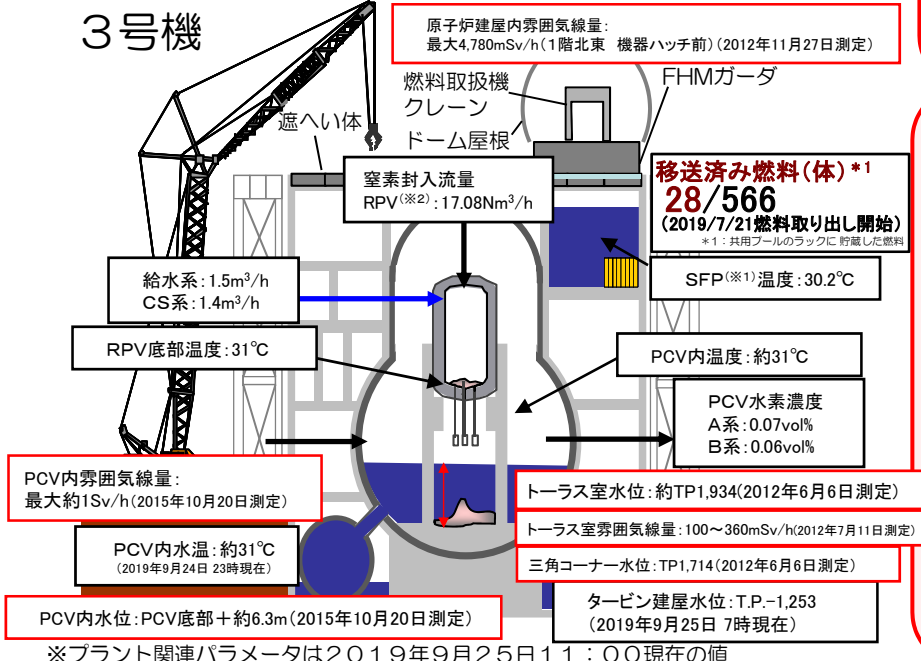 3号機
原子炉建屋内雰囲気線量:
最大4,780mSv/h(1階北東 機器ハッチ前)(2012年11月27日測定)
燃料取扱機
クレーン
FHMガーダ
遮へい体
ドーム屋根
移送済み燃料(体)*1
28/566
(2019/7/21燃料取り出し開始)
*1:共用プールのラックに貯蔵した燃料
窒素封入流量
RPV(※2):17.08Nm³/h
SFP(※1)温度:30.2℃
給水系:1.5m³/h
CS系:1.4m³/h
RPV底部温度:31℃
PCV内温度:約31℃
PCV水素濃度
A系:0.07vol%
B系:0.06vol%
PCV内雰囲気線量:
最大約1Sv/h(2015年10月20日測定)
トーラス室水位:約TP1,934(2012年6月6日測定)
トーラス室雰囲気線量:100~360mSv/h(2012年7月11日測定)
PCV内水温:約31℃
(2019年9月24日 23時現在)
三角コーナー水位:TP1,714(2012年6月6日測定)
タービン建屋水位:T.P.-1,253
(2019年9月25日 7時現在)
PCV内水位:PCV底部+約6.3m(2015年10月20日測定)
※プラント関連パラメータは2019年9月25日11:00現在の値